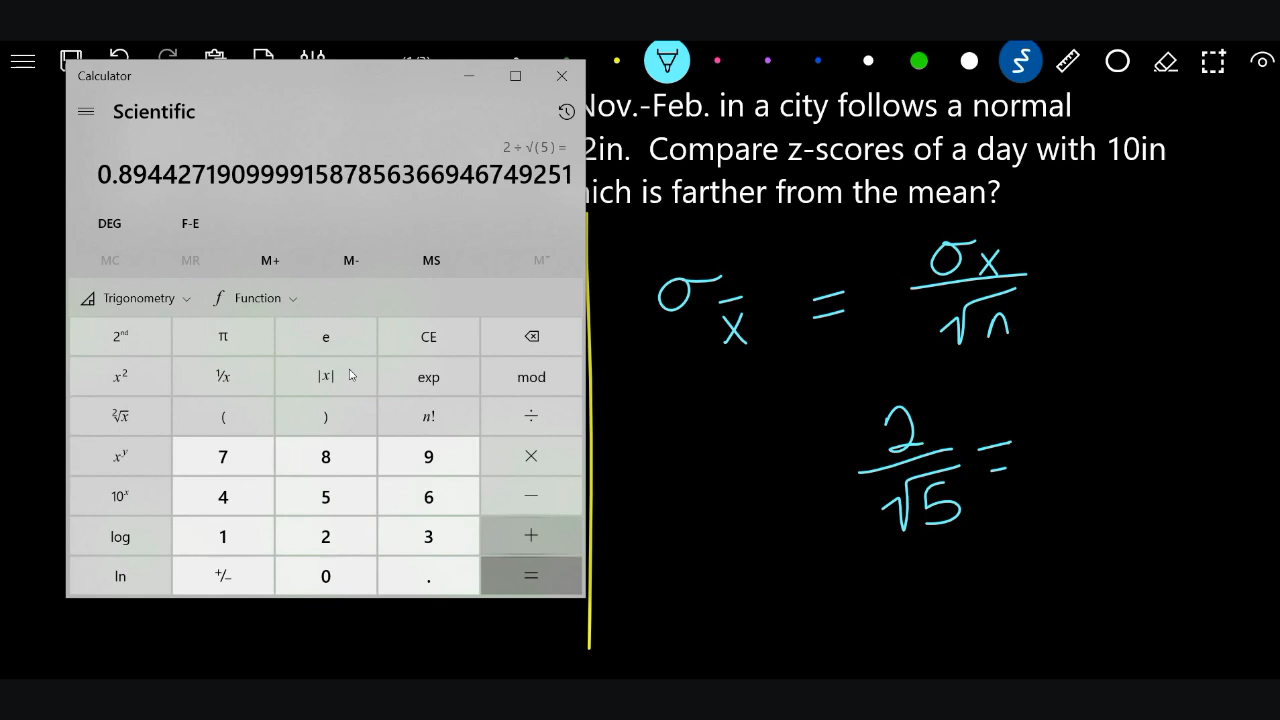 Calculator
Scientific
2 ÷ √(5) =
0.8944271909999158785636694674925​1
DEG F-E
MC MR M+ M- MS
Trigonometry f Function
2nd π e CE
x² ¹/x |x| exp mod
²√x ( ) n! ÷
xʸ 7 8 9 ×
10ˣ 4 5 6 −
log 1 2 3 +
ln +/− 0 . =
Nov.-Feb. in a city follows a normal
2in. Compare z-scores of a day with 10in
hich is farther from the mean?
σx̄ = σx/√n
2/√5 =